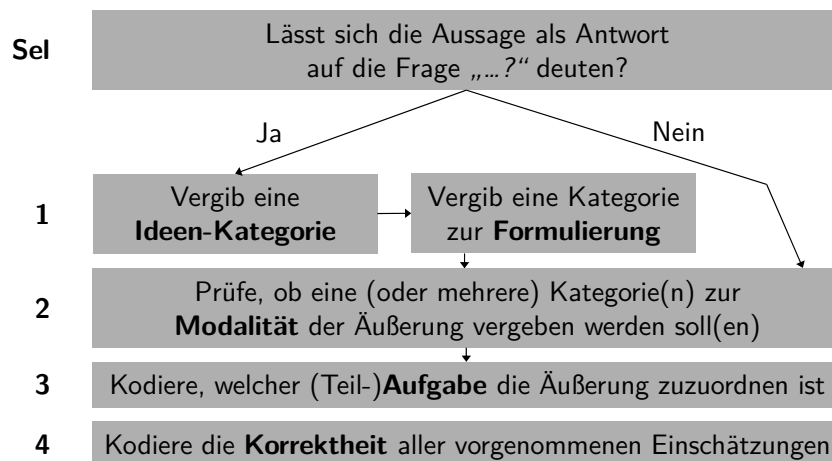 Sel
Lässt sich die Aussage als Antwort
auf die Frage „...?“ deuten?
Ja
Nein
1
Vergib eine
Ideen-Kategorie
Vergib eine Kategorie
zur Formulierung
2
Prüfe, ob eine (oder mehrere) Kategorie(n) zur
Modalität der Äußerung vergeben werden soll(en)
3
Kodiere, welcher (Teil-)Aufgabe die Äußerung zuzuordnen ist
4
Kodiere die Korrektheit aller vorgenommenen Einschätzungen